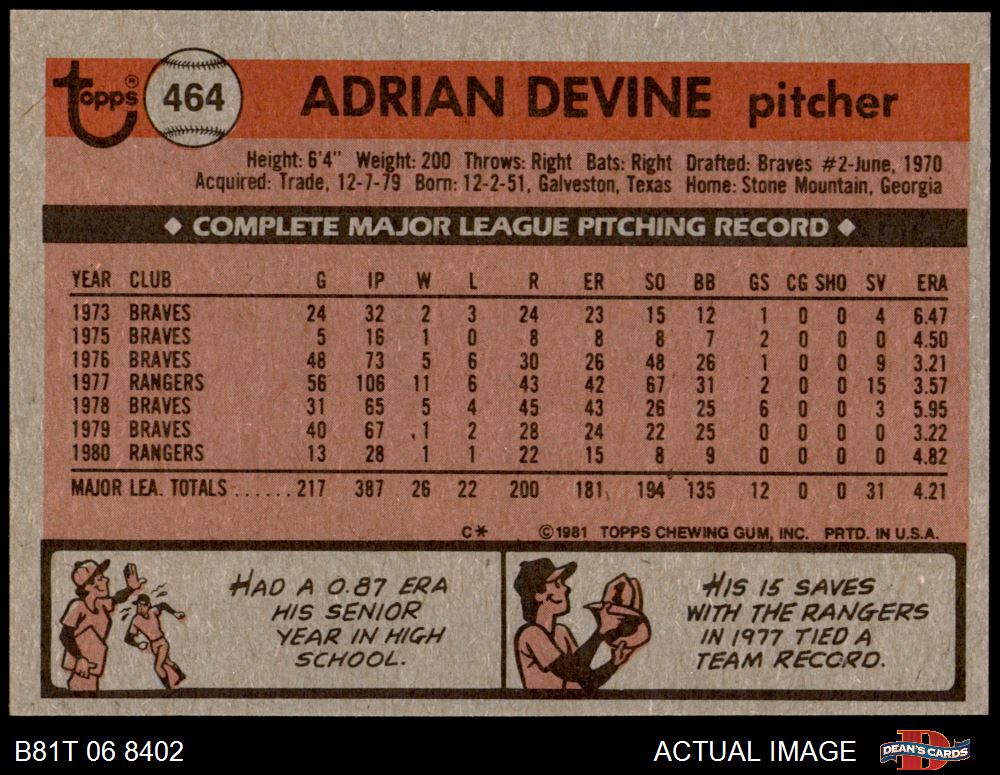 Topps® 464 ADRIAN DEVINE pitcher
Height: 6'4" Weight: 200 Throws: Right Bats: Right Drafted: Braves #2-June, 1970
Acquired: Trade, 12-7-79 Born: 12-2-51, Galveston, Texas Home: Stone Mountain, Georgia
◆ COMPLETE MAJOR LEAGUE PITCHING RECORD ◆
YEAR CLUB G IP W L R ER SO BB GS CG SHO SV ERA
1973 BRAVES 24 32 2 3 24 23 15 12 1 0 0 4 6.47
1975 BRAVES 5 16 1 0 8 8 8 7 2 0 0 0 4.50
1976 BRAVES 48 73 5 6 30 26 48 26 1 0 0 9 3.21
1977 RANGERS 56 106 11 6 43 42 67 31 2 0 0 15 3.57
1978 BRAVES 31 65 5 4 45 43 26 25 6 0 0 3 5.95
1979 BRAVES 40 67 1 2 28 24 22 25 0 0 0 0 3.22
1980 RANGERS 13 28 1 1 22 15 8 9 0 0 0 0 4.82
MAJOR LEA. TOTALS ......217 387 26 22 200 181 194 135 12 0 0 31 4.21
C* ©1981 TOPPS CHEWING GUM, INC. PRTD. IN U.S.A.
HAD A 0.87 ERA
HIS SENIOR
YEAR IN HIGH
SCHOOL.
1
HIS 15 SAVES
WITH THE RANGERS
IN 1977 TIED A
TEAM RECORD.
B81T 06 8402 ACTUAL IMAGE DEAN'S CARDS